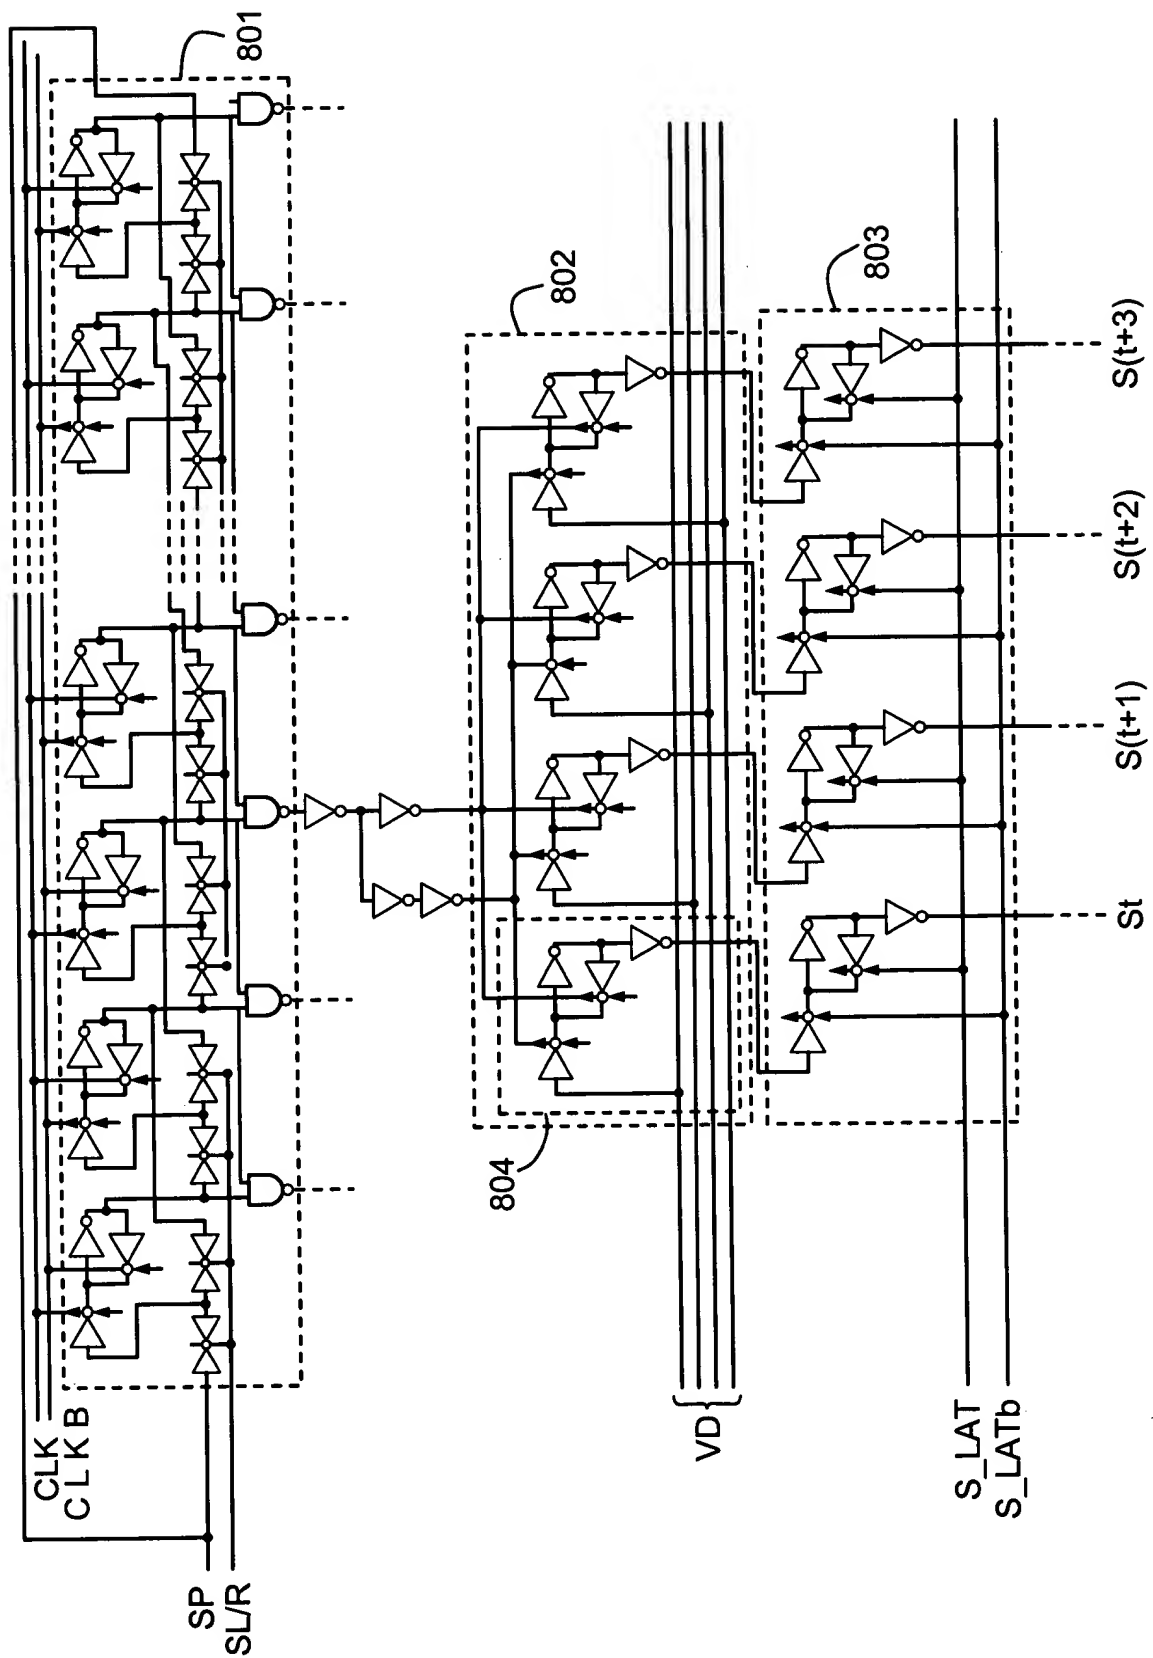 CLK
CLKB
SP
SL/R
801
802
804
VD
803
S_LAT
S_LATb
St
S(t+1)
S(t+2)
S(t+3)